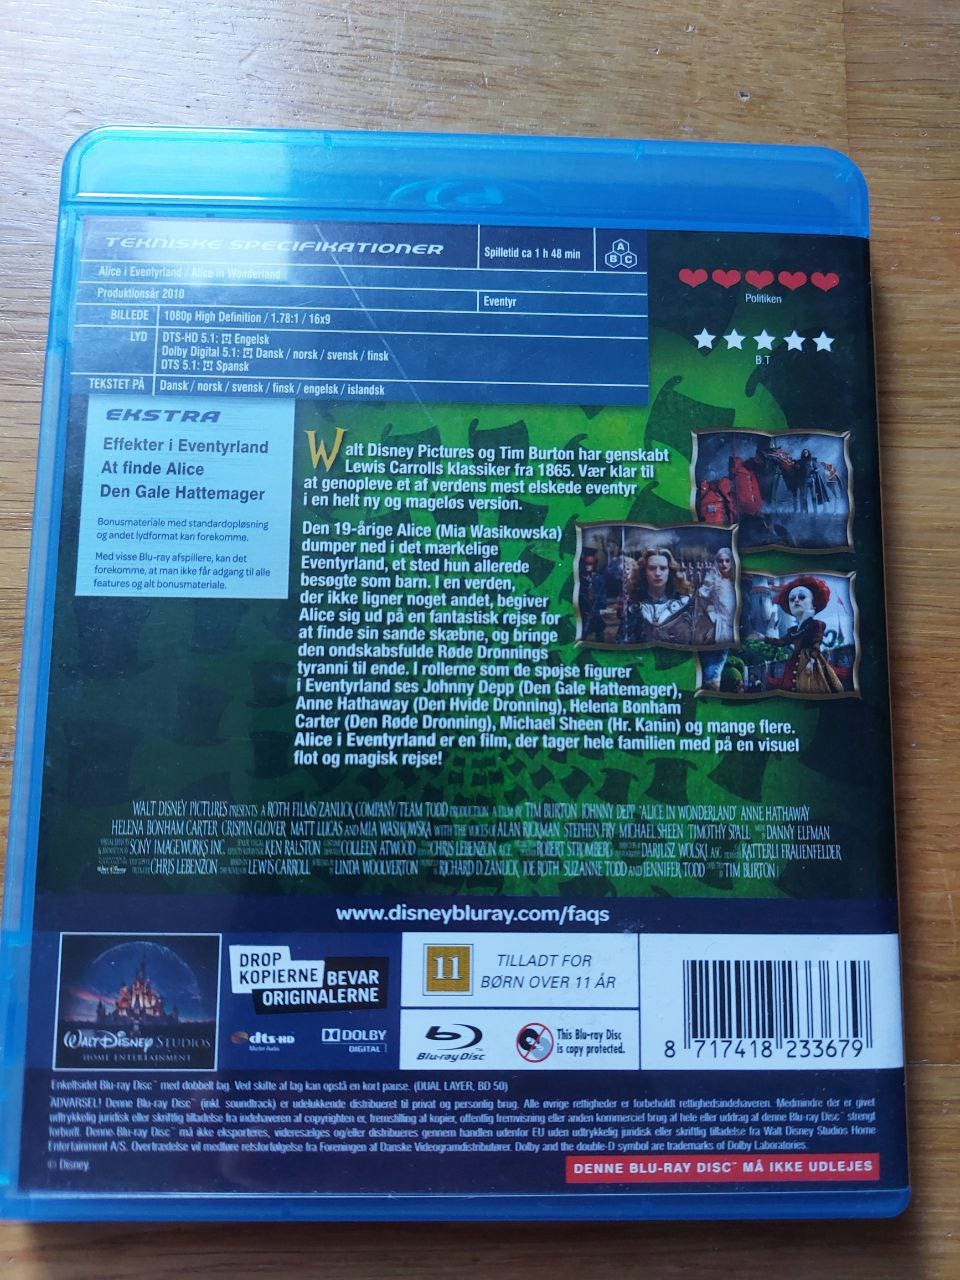 TEKNISKE SPECIFIKATIONER
Spilletid ca 1 h 48 min
A B C
Alice i Eventyrland / Alice in Wonderland
Produktionsår 2010
Eventyr
BILLEDE 1080p High Definition / 1.78:1 / 16x9
LYD DTS-HD 5.1: Engelsk
Dolby Digital 5.1: Dansk / norsk / svensk / finsk
DTS 5.1: Spansk
TEKSTET PÅ Dansk / norsk / svensk / finsk / engelsk / islandsk
Politiken
B.T
EKSTRA
Effekter i Eventyrland
At finde Alice
Den Gale Hattemager
Bonusmateriale med standardopløsning
og andet lydformat kan forekomme.
Med visse Blu-ray afspillere, kan det
forekomme, at man ikke får adgang til alle
features og alt bonusmateriale.
Walt Disney Pictures og Tim Burton har genskabt
Lewis Carrolls klassiker fra 1865. Vær klar til
at genopleve et af verdens mest elskede eventyr
i en helt ny og mageløs version.
Den 19-årige Alice (Mia Wasikowska)
dumper ned i det mærkelige
Eventyrland, et sted hun allerede
besøgte som barn. I en verden,
der ikke ligner noget andet, begiver
Alice sig ud på en fantastisk rejse for
at finde sin sande skæbne, og bringe
den ondskabsfulde Røde Dronnings
tyranni til ende. I rollerne som de spøjse figurer
i Eventyrland ses Johnny Depp (Den Gale Hattemager),
Anne Hathaway (Den Hvide Dronning), Helena Bonham
Carter (Den Røde Dronning), Michael Sheen (Hr. Kanin) og mange flere.
Alice i Eventyrland er en film, der tager hele familien med på en visuel
flot og magisk rejse!
WALT DISNEY PICTURES PRESENTS A ROTH FILMS/ZANUCK COMPANY/TEAM TODD PRODUCTION A FILM BY TIM BURTON JOHNNY DEPP "ALICE IN WONDERLAND" ANNE HATHAWAY
HELENA BONHAM CARTER CRISPIN GLOVER MATT LUCAS AND MIA WASIKOWSKA WITH THE VOICES OF ALAN RICKMAN STEPHEN FRY MICHAEL SHEEN TIMOTHY SPALL DANNY ELFMAN
SONY IMAGEWORKS INC. KEN RALSTON COLLEEN ATWOOD CHRIS LEBENZON A.C.E. ROBERT STROMBERG DARIUSZ WOLSKI ASC KATTERLI FRAUENFELDER
CHRIS LEBENZON LEWIS CARROLL LINDA WOOLVERTON RICHARD D. ZANUCK JOE ROTH SUZANNE TODD AND JENNIFER TODD TIM BURTON
www.disneybluray.com/faqs
WALT DISNEY STUDIOS
HOME ENTERTAINMENT
DROP
KOPIERNE BEVAR
ORIGINALERNE
dts-HD
Master Audio
DOLBY
DIGITAL
11
TILLADT FOR
BØRN OVER 11 ÅR
Blu-ray Disc
This Blu-ray Disc
is copy protected.
8 717418 233679
Enkeltsidet Blu-ray Disc™ med dobbelt lag. Ved skifte af lag kan opstå en kort pause. (DUAL LAYER, BD 50)
ADVARSEL! Denne Blu-ray Disc™ (inkl. soundtrack) er udelukkende distribueret til privat og personlig brug. Alle øvrige rettigheder er forbeholdt rettighedsindehaveren. Medmindre der er givet
udtrykkelig juridisk eller skriftlig tilladelse fra indehaveren af copyrighten er, fremstilling af kopier, offentlig fremvisning eller anden kommerciel brug af hele eller uddrag af denne Blu-ray Disc™ strengt
forbudt. Denne Blu-ray Disc™ må ikke eksporteres, videresælges og/eller distribueres gennem handlen udenfor EU uden udtrykkelig juridisk eller skriftlig tilladelse fra Walt Disney Studios Home
Entertainment A/S. Overtrædelse vil medføre retsforfølgelse fra Foreningen af Danske Videogramdistributører. Dolby and the double-D symbol are trademarks of Dolby Laboratories.
© Disney
DENNE BLU-RAY DISC™ MÅ IKKE UDLEJES